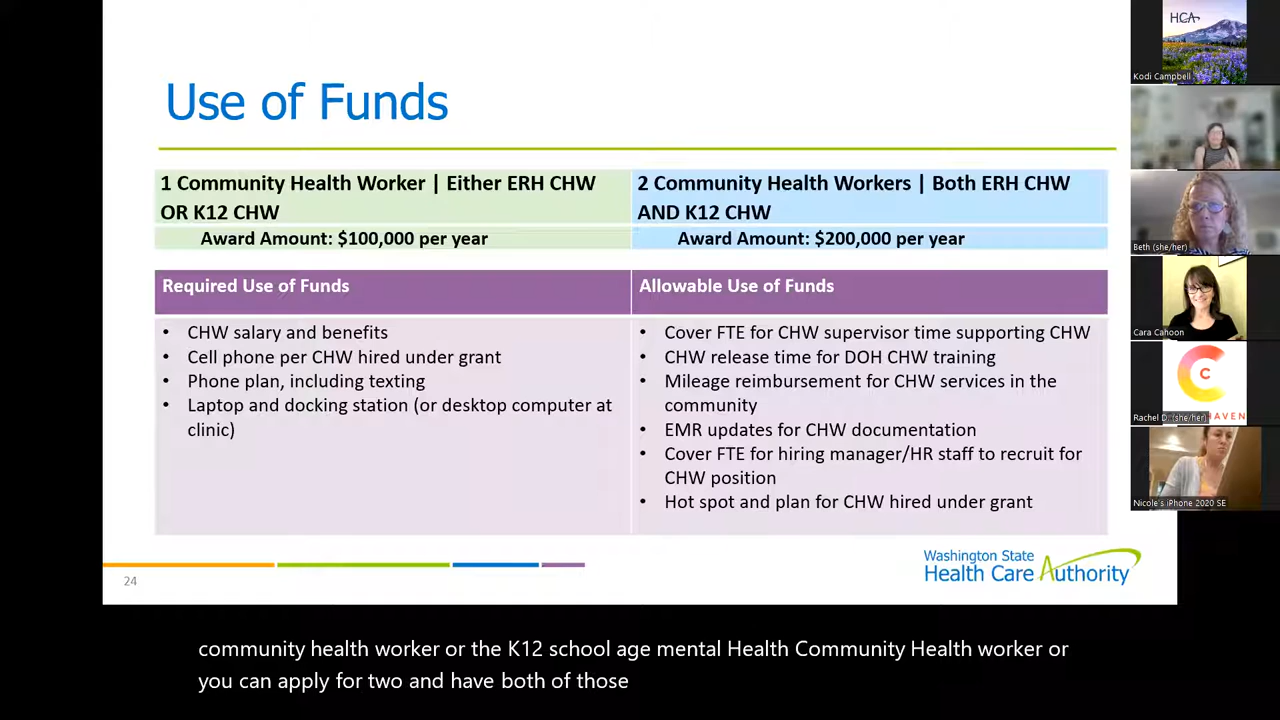 Use of Funds
1 Community Health Worker | Either ERH CHW
OR K12 CHW
Award Amount: $100,000 per year
2 Community Health Workers | Both ERH CHW
AND K12 CHW
Award Amount: $200,000 per year
Required Use of Funds
• CHW salary and benefits
• Cell phone per CHW hired under grant
• Phone plan, including texting
• Laptop and docking station (or desktop computer at
clinic)
Allowable Use of Funds
• Cover FTE for CHW supervisor time supporting CHW
• CHW release time for DOH CHW training
• Mileage reimbursement for CHW services in the
community
• EMR updates for CHW documentation
• Cover FTE for hiring manager/HR staff to recruit for
CHW position
• Hot spot and plan for CHW hired under grant
24
Washington State
Health Care Authority
HCA
Kodi Campbell
Beth (she/her)
Cara Cahoon
C
Rachel D. (she/her)
HAVEN
Nicole's iPhone 2020 SE
community health worker or the K12 school age mental Health Community Health worker or
you can apply for two and have both of those